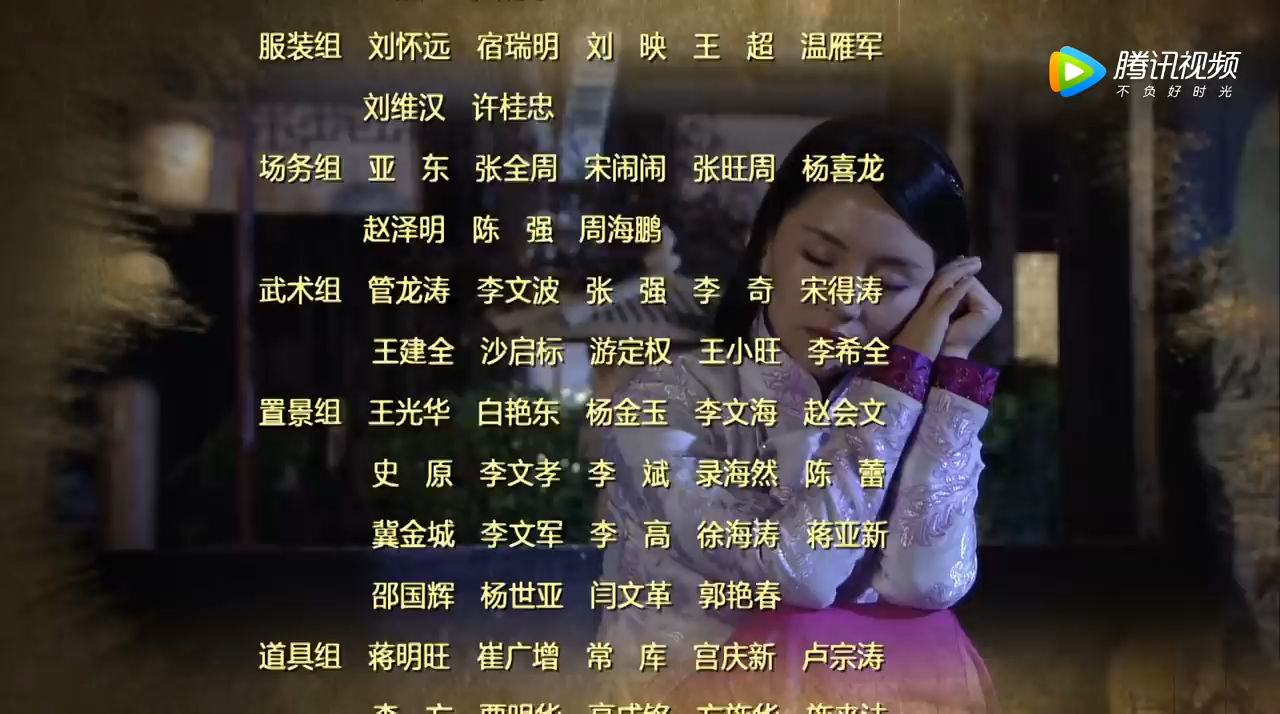 服装组 刘怀远 宿瑞明 刘 映 王 超 温雁军
腾讯视频
不负好时光
刘维汉 许桂忠
场务组 亚 东 张全周 宋闹闹 张旺周 杨喜龙
赵泽明 陈 强 周海鹏
武术组 管龙涛 李文波 张 强 李 奇 宋得涛
王建全 沙启标 游定权 王小旺 李希全
置景组 王光华 白艳东 杨金玉 李文海 赵会文
史 原 李文孝 李 斌 录海然 陈 蕾
冀金城 李文军 李 高 徐海涛 蒋亚新
邵国辉 杨世亚 闫文革 郭艳春
道具组 蒋明旺 崔广增 常 库 宫庆新 卢宗涛